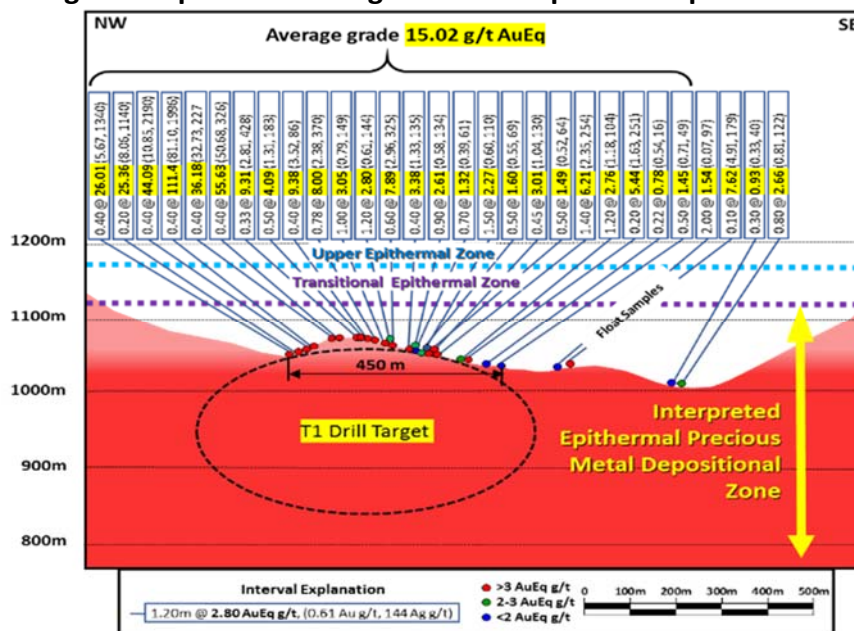 NW
SE
Average grade 15.02 g/t AuEq
0.40 @ 26.01 (5.67, 1340)
0.20 @ 25.36 (8.06, 1140)
0.40 @ 44.09 (10.85, 2190)
0.40 @ 111.4 (81.10, 1996)
0.40 @ 36.18 (32.73, 227
0.40 @ 55.63 (50.68, 326)
0.33 @ 9.31 (2.81, 428)
0.50 @ 4.09 (1.31, 183)
0.40 @ 9.38 (3.52, 86)
0.78 @ 8.00 (2.38, 370)
1.00 @ 3.05 (0.79, 149)
1.20 @ 2.80 (0.61, 144)
0.60 @ 7.89 (2.96, 325)
0.40 @ 3.38 (1.33, 135)
0.90 @ 2.61 (0.58, 134)
0.70 @ 1.32 (0.39, 61)
1.50 @ 2.27 (0.60, 110)
0.50 @ 1.60 (0.55, 69)
0.45 @ 3.01 (1.04, 130)
0.50 @ 1.49 (0.52, 64)
1.40 @ 6.21 (2.35, 254)
1.20 @ 2.76 (1.18, 104)
0.20 @ 5.44 (1.63, 251)
0.22 @ 0.78 (0.54, 16)
0.50 @ 1.45 (0.71, 49)
2.00 @ 1.54 (0.07, 97)
0.10 @ 7.62 (4.91, 179)
0.30 @ 0.93 (0.33, 40)
0.80 @ 2.66 (0.81, 122)
1200m
Upper Epithermal Zone
Transitional Epithermal Zone
1100m
Float Samples
450 m
1000m
T1 Drill Target
Interpreted
Epithermal Precious
Metal Depositional
Zone
900m
800m
Interval Explanation
1.20m @ 2.80 AuEq g/t, (0.61 Au g/t, 144 Ag g/t)
>3 AuEq g/t
2-3 AuEq g/t
<2 AuEq g/t
0 100m 200m 300m 400m 500m